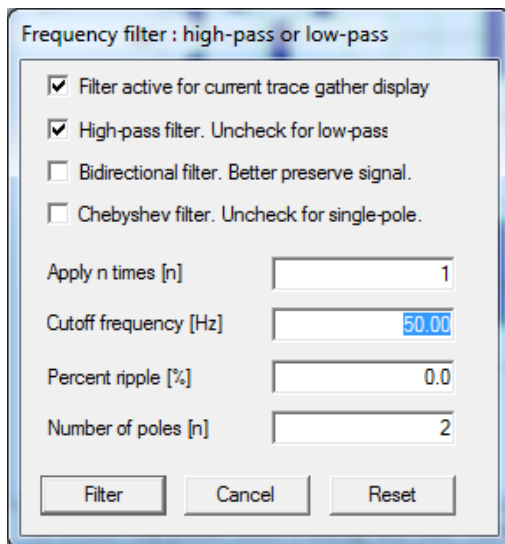 Frequency filter : high-pass or low-pass
Filter active for current trace gather display
High-pass filter. Uncheck for low-pass
Bidirectional filter. Better preserve signal.
Chebyshev filter. Uncheck for single-pole.
Apply n times [n] 1
Cutoff frequency [Hz] 50.00
Percent ripple [%] 0.0
Number of poles [n] 2
Filter Cancel Reset